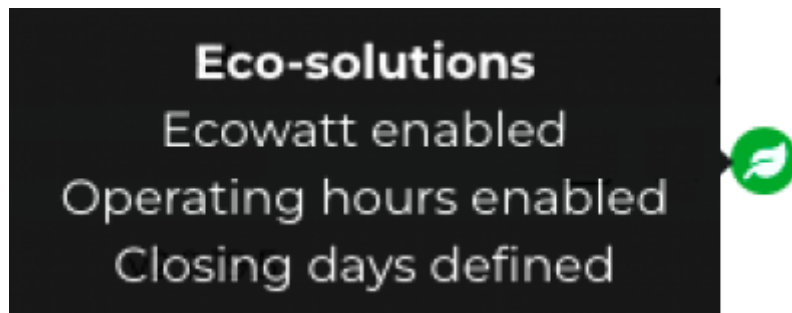 Eco-solutions
Ecowatt enabled
Operating hours enabled
Closing days defined